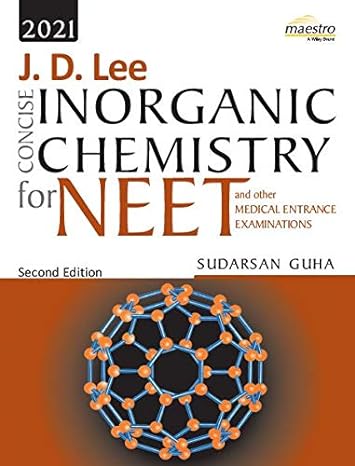 2021
maestro
A Wiley Brand
J. D. Lee
CONCISE
INORGANIC
CHEMISTRY
for NEET
and other
MEDICAL ENTRANCE
EXAMINATIONS
SUDARSAN GUHA
Second Edition